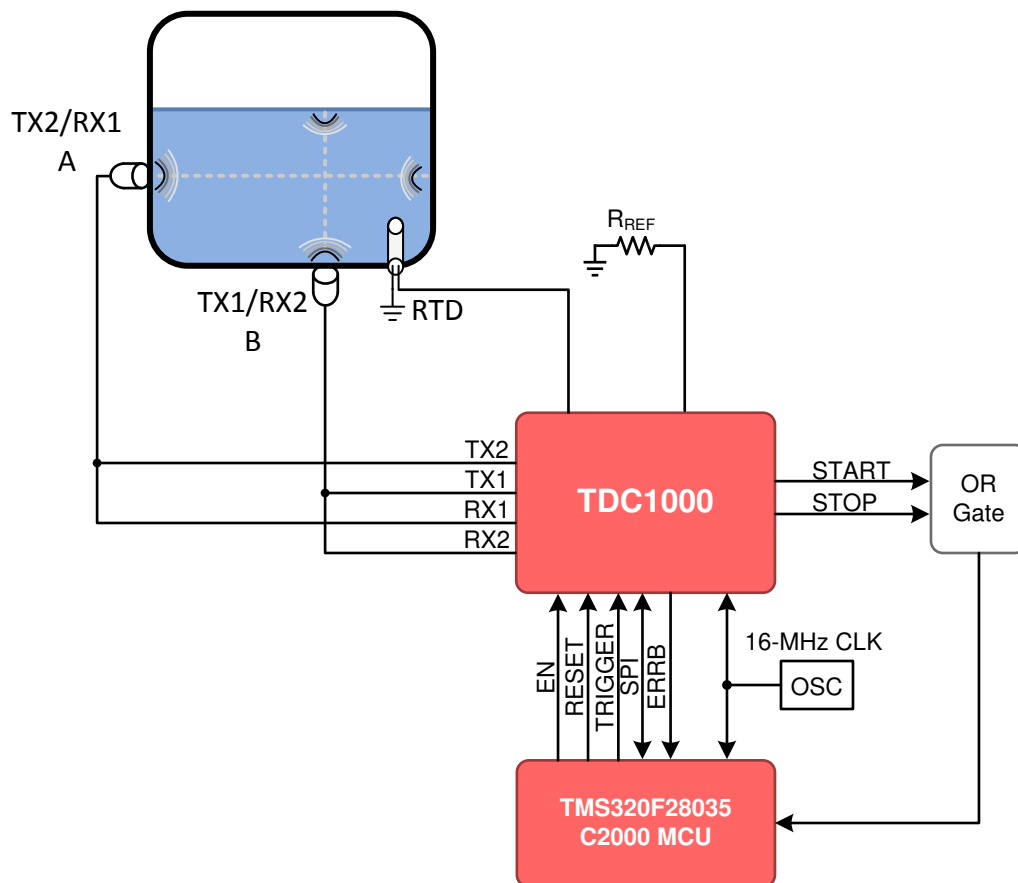 TX2/RX1
A
TX1/RX2
B
RTD
RREF
TX2
TX1
RX1
RX2
TDC1000
START
STOP
OR
Gate
EN
RESET
TRIGGER
SPI
ERRB
16-MHz CLK
OSC
TMS320F28035
C2000 MCU